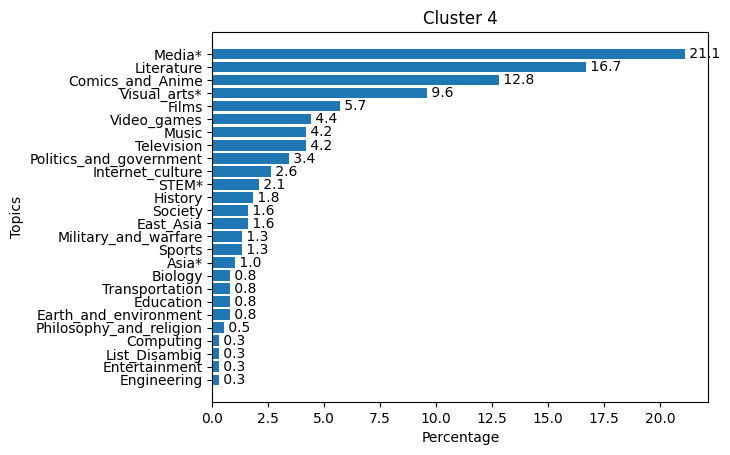 Cluster 4
Topics
Media* 21.1
Literature 16.7
Comics_and_Anime 12.8
Visual_arts* 9.6
Films 5.7
Video_games 4.4
Music 4.2
Television 4.2
Politics_and_government 3.4
Internet_culture 2.6
STEM* 2.1
History 1.8
Society 1.6
East_Asia 1.6
Military_and_warfare 1.3
Sports 1.3
Asia* 1.0
Biology 0.8
Transportation 0.8
Education 0.8
Earth_and_environment 0.8
Philosophy_and_religion 0.5
Computing 0.3
List_Disambig 0.3
Entertainment 0.3
Engineering 0.3
0.0 2.5 5.0 7.5 10.0 12.5 15.0 17.5 20.0
Percentage